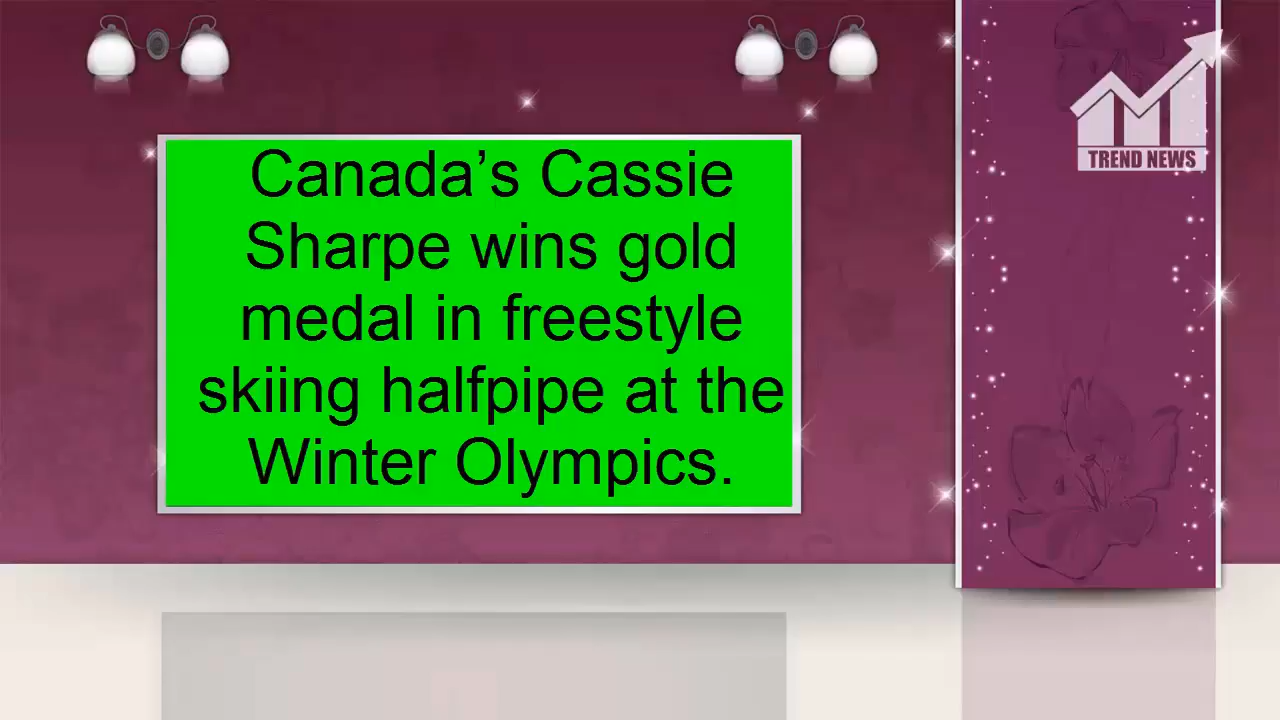 Canada’s Cassie
Sharpe wins gold
medal in freestyle
skiing halfpipe at the
Winter Olympics.
TREND NEWS